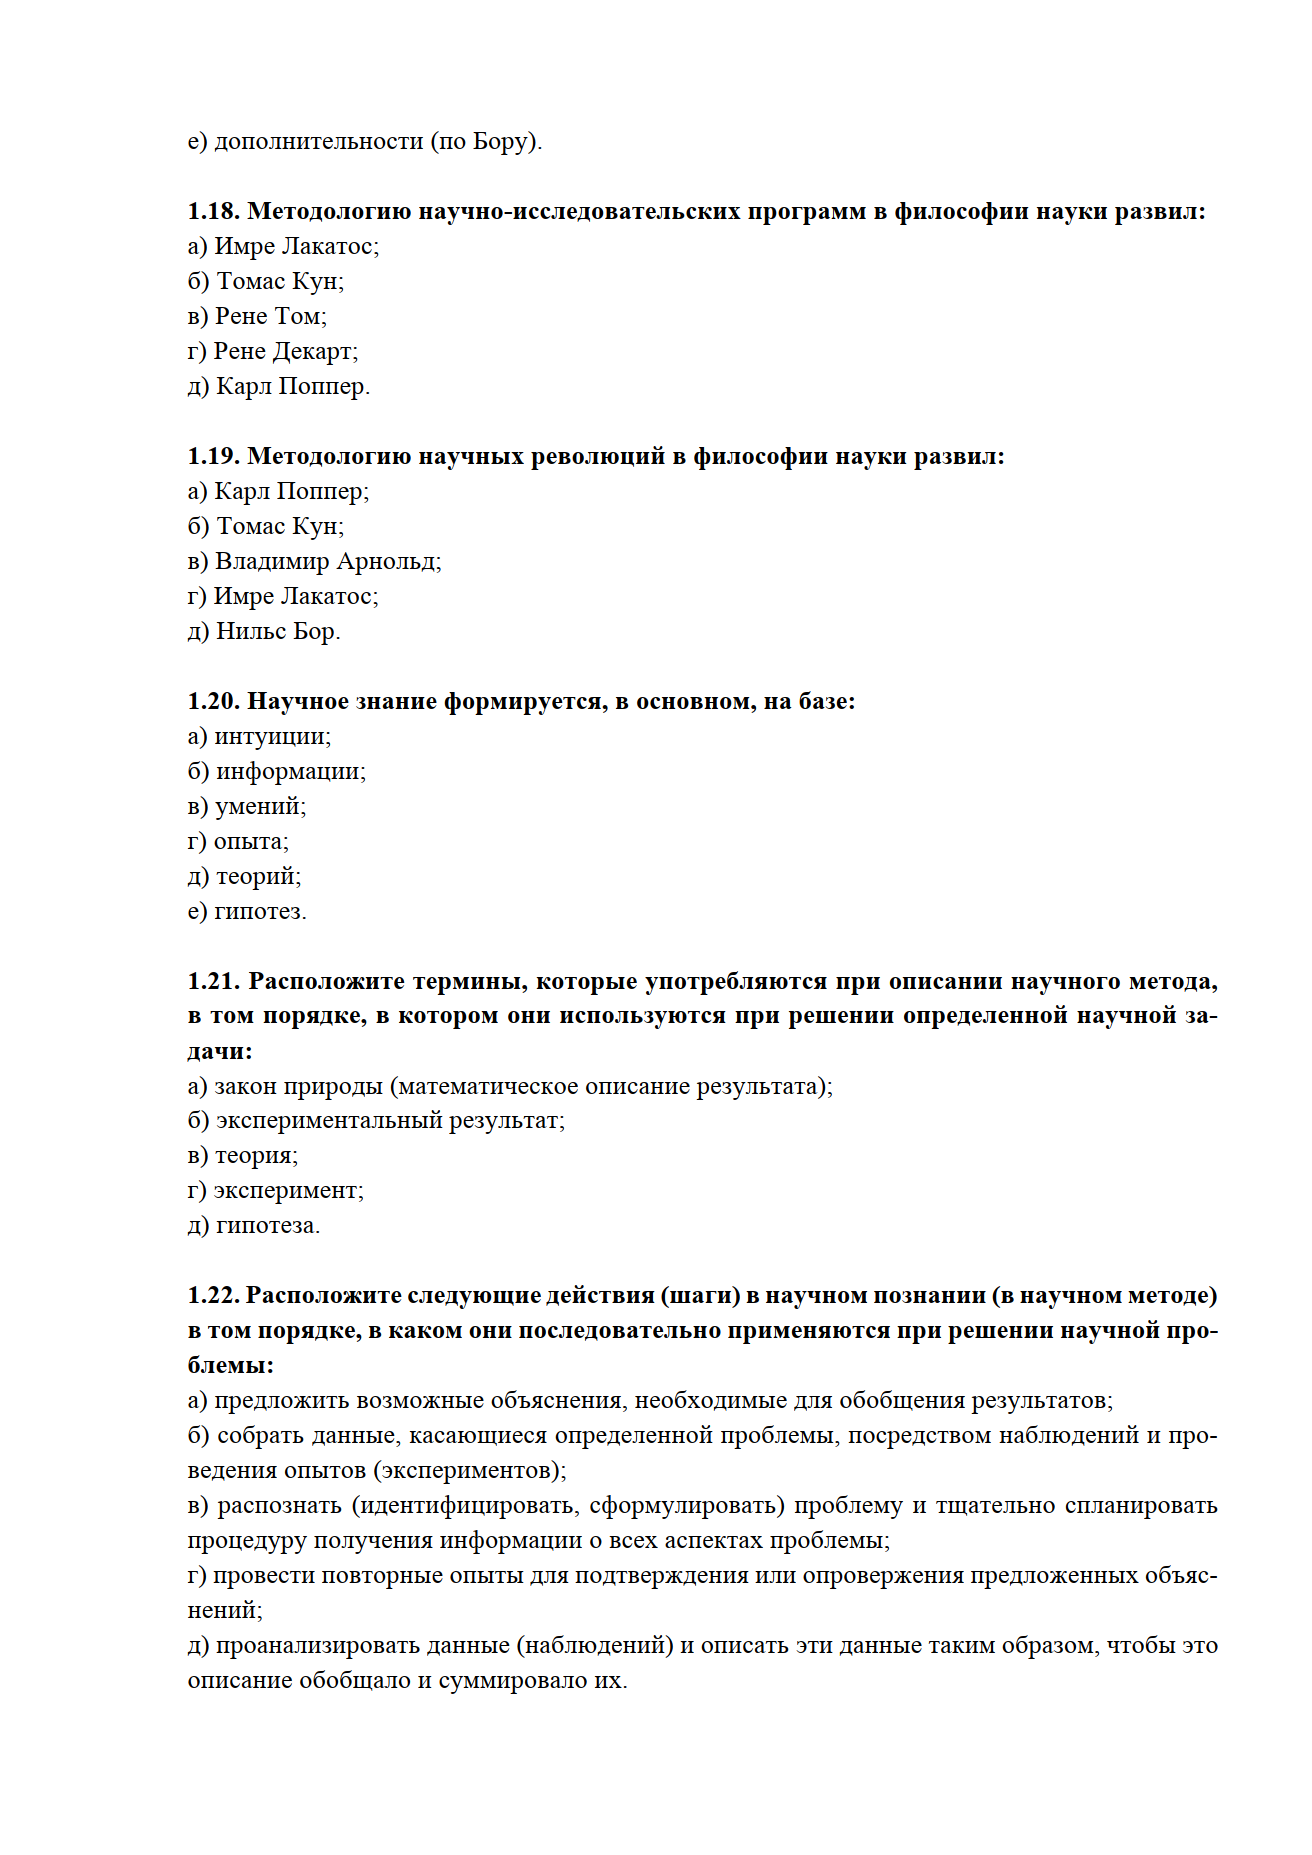 е) дополнительности (по Бору).
1.18. Методологию научно-исследовательских программ в философии науки развил:
а) Имре Лакатос;
б) Томас Кун;
в) Рене Том;
г) Рене Декарт;
д) Карл Поппер.
1.19. Методологию научных революций в философии науки развил:
а) Карл Поппер;
б) Томас Кун;
в) Владимир Арнольд;
г) Имре Лакатос;
д) Нильс Бор.
1.20. Научное знание формируется, в основном, на базе:
а) интуиции;
б) информации;
в) умений;
г) опыта;
д) теорий;
е) гипотез.
1.21. Расположите термины, которые употребляются при описании научного метода,
в том порядке, в котором они используются при решении определенной научной за-
дачи:
а) закон природы (математическое описание результата);
б) экспериментальный результат;
в) теория;
г) эксперимент;
д) гипотеза.
1.22. Расположите следующие действия (шаги) в научном познании (в научном методе)
в том порядке, в каком они последовательно применяются при решении научной про-
блемы:
а) предложить возможные объяснения, необходимые для обобщения результатов;
б) собрать данные, касающиеся определенной проблемы, посредством наблюдений и про-
ведения опытов (экспериментов);
в) распознать (идентифицировать, сформулировать) проблему и тщательно спланировать
процедуру получения информации о всех аспектах проблемы;
г) провести повторные опыты для подтверждения или опровержения предложенных объяс-
нений;
д) проанализировать данные (наблюдений) и описать эти данные таким образом, чтобы это
описание обобщало и суммировало их.